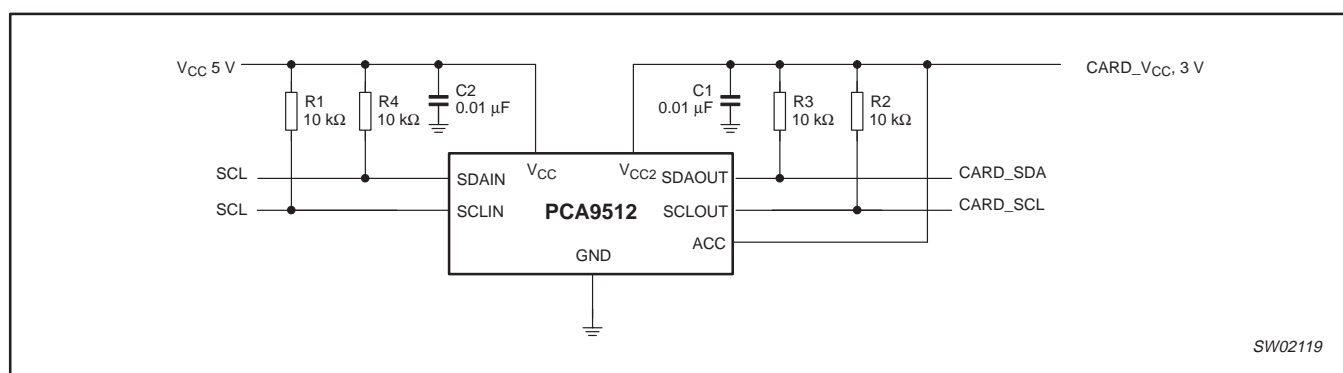 V_CC 5 V
R1
10 kΩ
R4
10 kΩ
C2
0.01 μF
C1
0.01 μF
R3
10 kΩ
R2
10 kΩ
CARD_V_CC, 3 V
SCL
SCL
SDAIN
SCLIN
V_CC
V_CC2
PCA9512
GND
SDAOUT
SCLOUT
ACC
CARD_SDA
CARD_SCL
SW02119